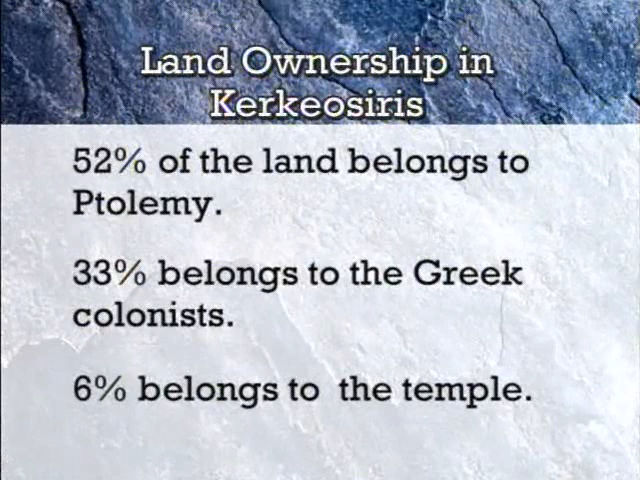 Land Ownership in
Kerkeosiris
52% of the land belongs to
Ptolemy.
33% belongs to the Greek
colonists.
6% belongs to the temple.